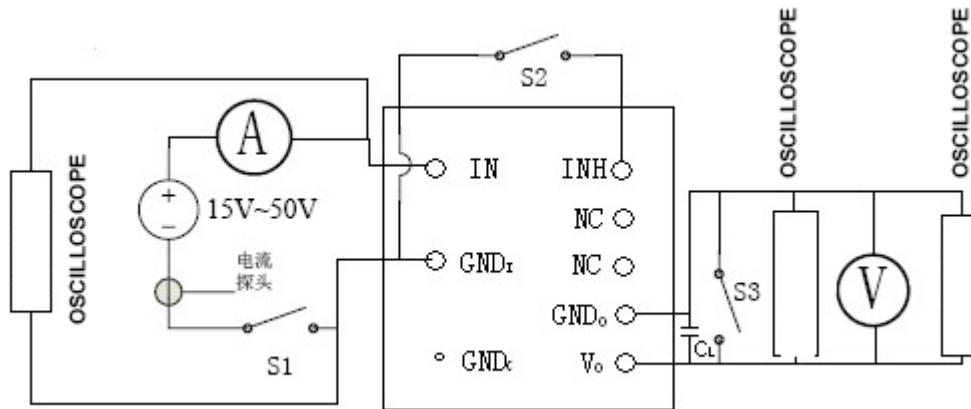 OSCILLOSCOPE
A
15V~50V
电流
探头
S1
S2
IN
INH
NC
NC
GNDI
GNDO
GNDc
VO
CL
S3
OSCILLOSCOPE
V
OSCILLOSCOPE